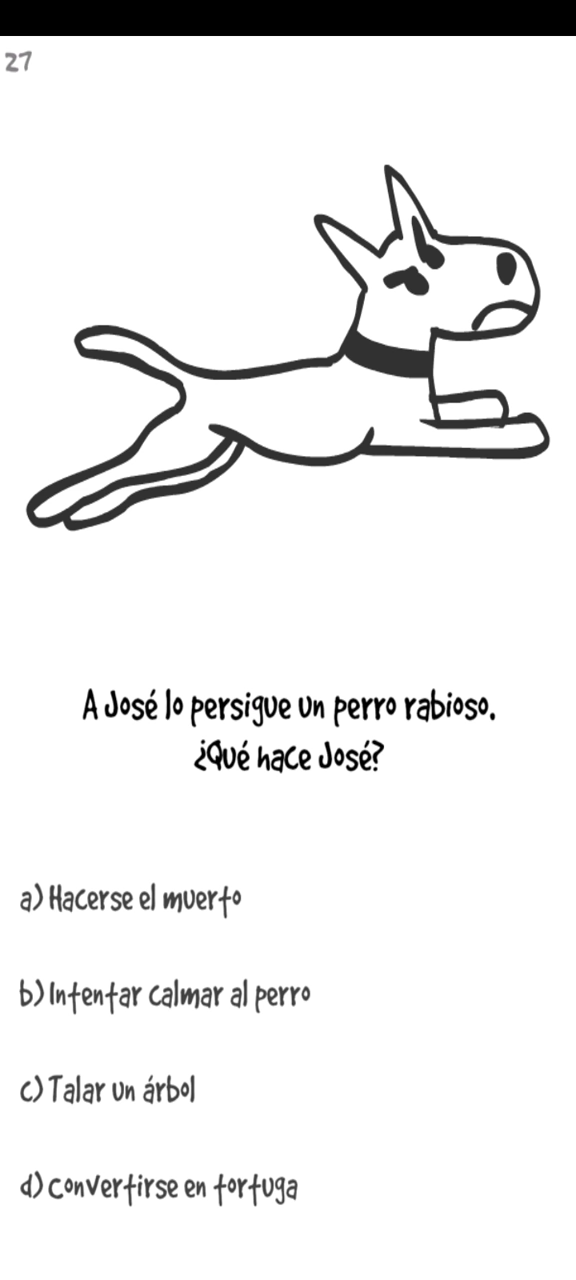 27
A José lo persigue un perro rabioso.
¿Qué hace José?
a) Hacerse el muerto
b) Intentar calmar al perro
c) Talar un árbol
d) Convertirse en tortuga